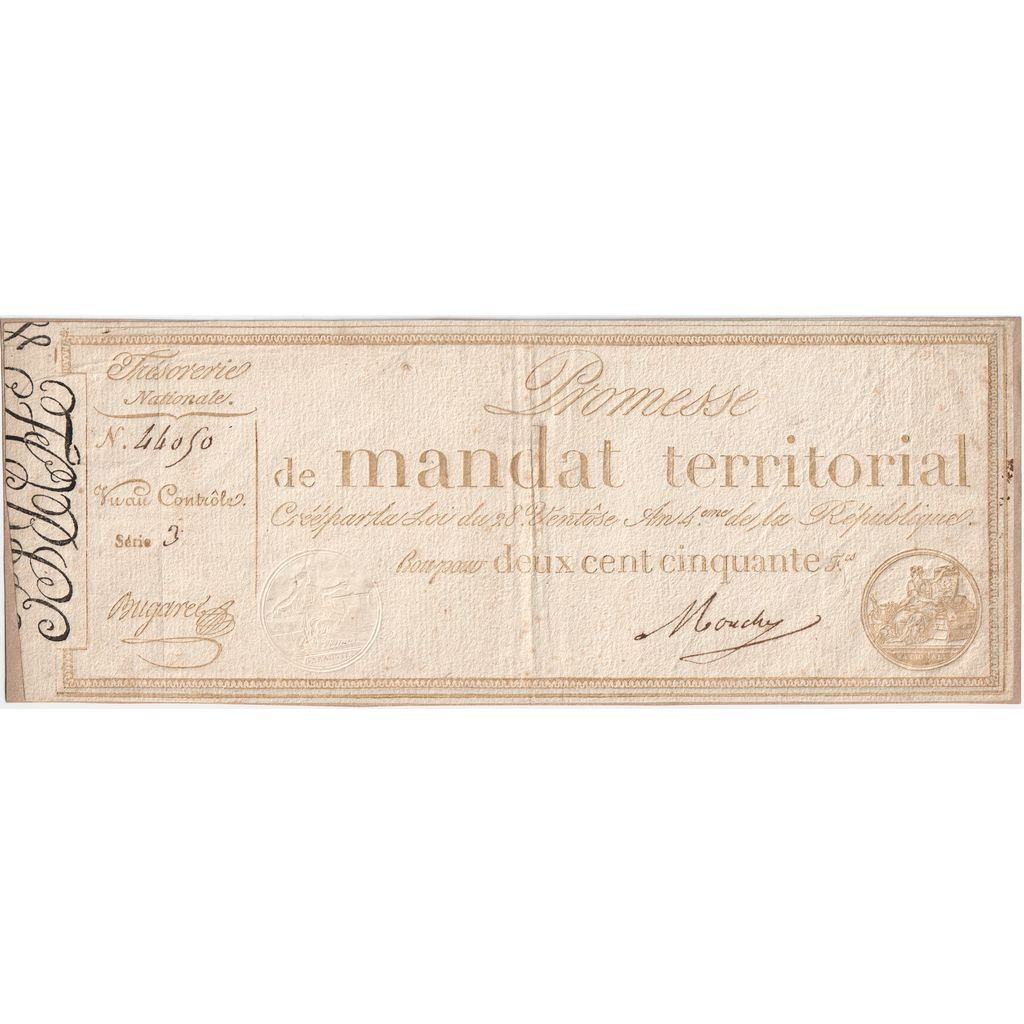 Trésorerie
Nationale.
N. 44050
Vu au Contrôle.
Série 3
Bugarel
Promesse
de mandat territorial
Créé par la Loi du 28 Ventôse An 4.eme de la République.
Bon pour deux cent cinquante F.cs
Mouchy